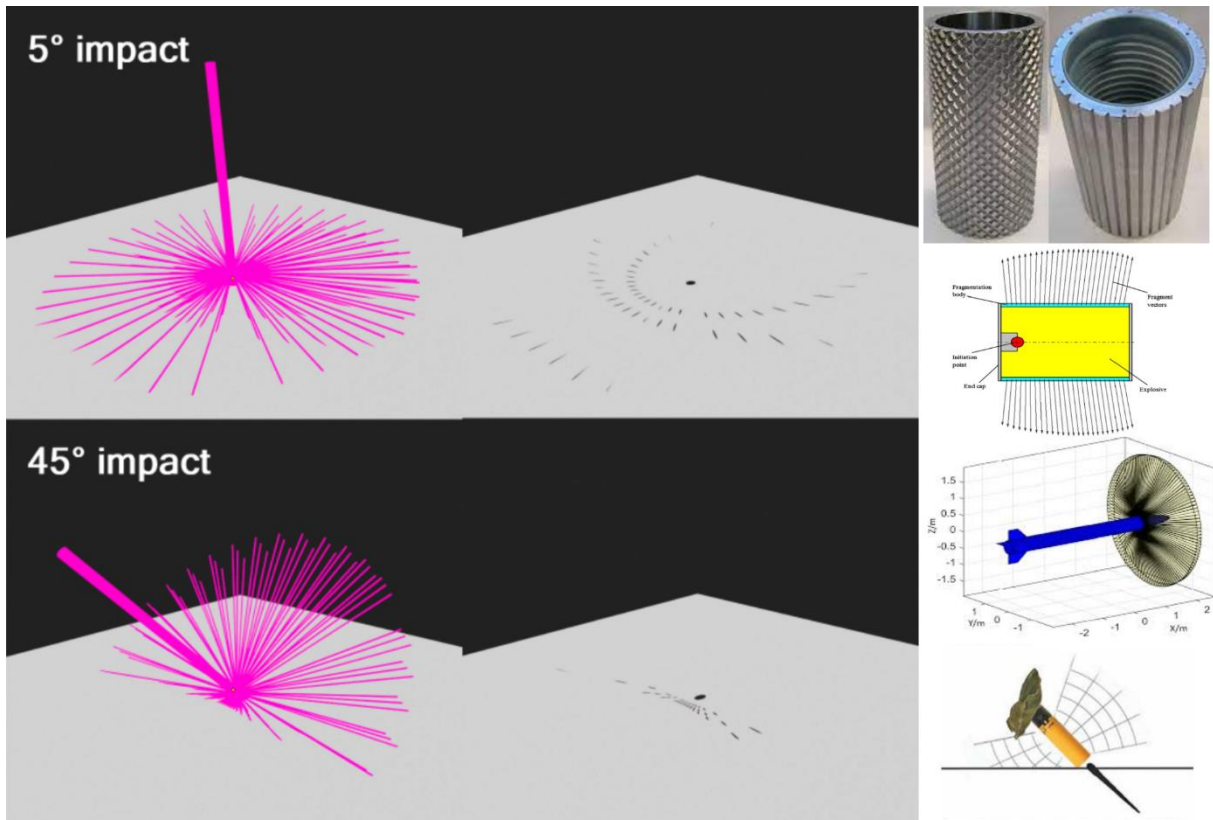 5° impact
45° impact
Fragmentation
body
Fragment
vectors
Initiation
point
End cap
Explosive
1.5
1
0.5
0
-0.5
-1
-1.5
Z/m
1
0
-1
Y/m
-2
-1
0
1
2
X/m